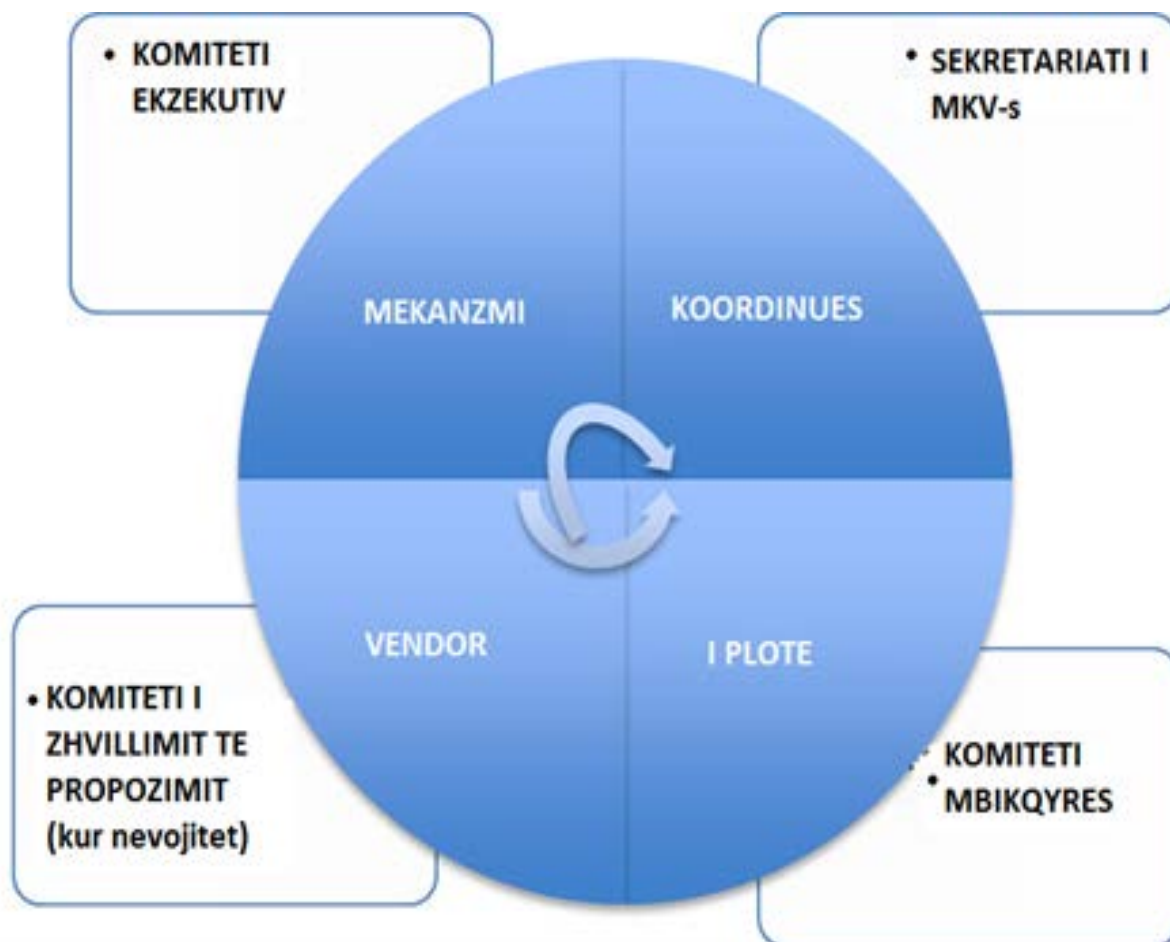 • KOMITETI
EKZEKUTIV
• SEKRETARIATI I
MKV-s
MEKANZMI
KOORDINUES
VENDOR
I PLOTE
• KOMITETI I
ZHVILLIMIT TE
PROPOZIMIT
(kur nevojitet)
• KOMITETI
MBIKQYRES